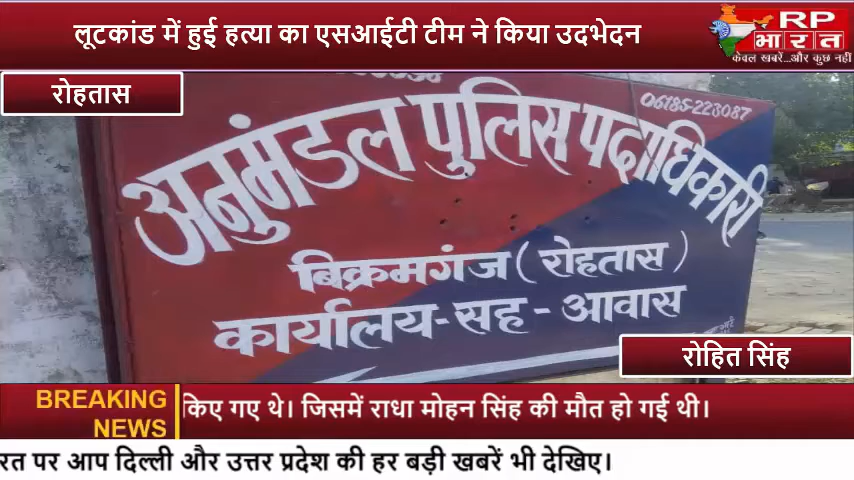 लूटकांड में हुई हत्या का एसआईटी टीम ने किया उदभेदन
RP
भारत
केवल खबरें...और कुछ नहीं
रोहतास
06185-223087
अनुमंडल पुलिस पदाधिकारी
बिक्रमगंज (रोहतास)
कार्यालय-सह-आवास
रोहित सिंह
BREAKING NEWS
किए गए थे। जिसमें राधा मोहन सिंह की मौत हो गई थी।
रत पर आप दिल्ली और उत्तर प्रदेश की हर बड़ी खबरें भी देखिए।